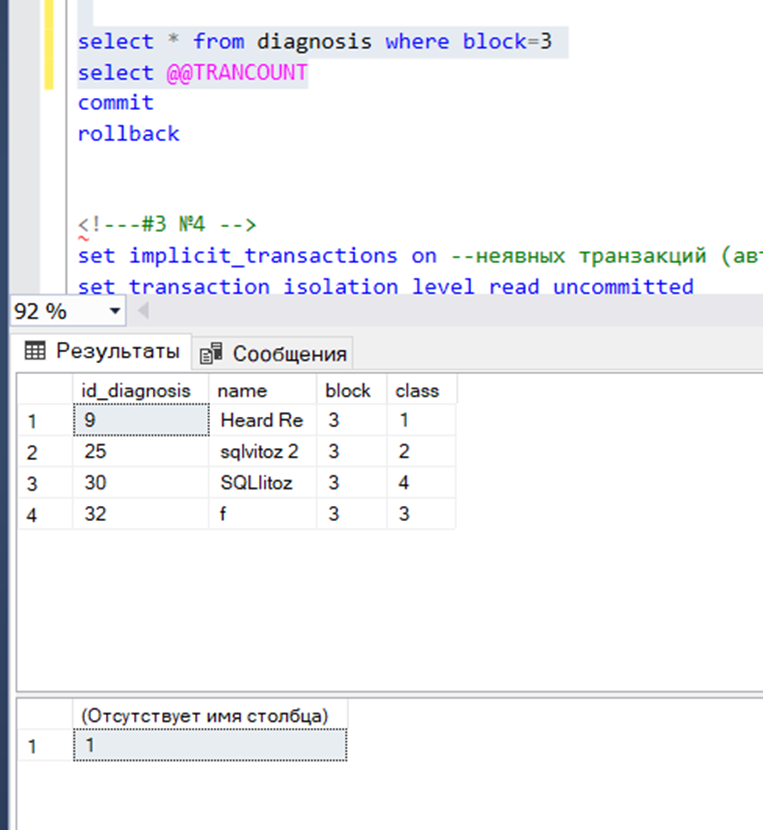 select * from diagnosis where block=3
select @@TRANCOUNT
commit
rollback
<!---#3 №4 -->
set implicit_transactions on --неявных транзакций (авт
set transaction isolation level read uncommitted
92 %
Результаты Сообщения
id_diagnosis name block class
1 9 Heard Re 3 1
2 25 sqlvitoz 2 3 2
3 30 SQLlitoz 3 4
4 32 f 3 3
(Отсутствует имя столбца)
1 1